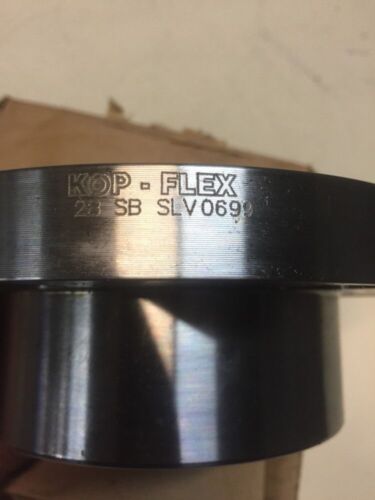 KOP-FLEX
2B SB SLV0699